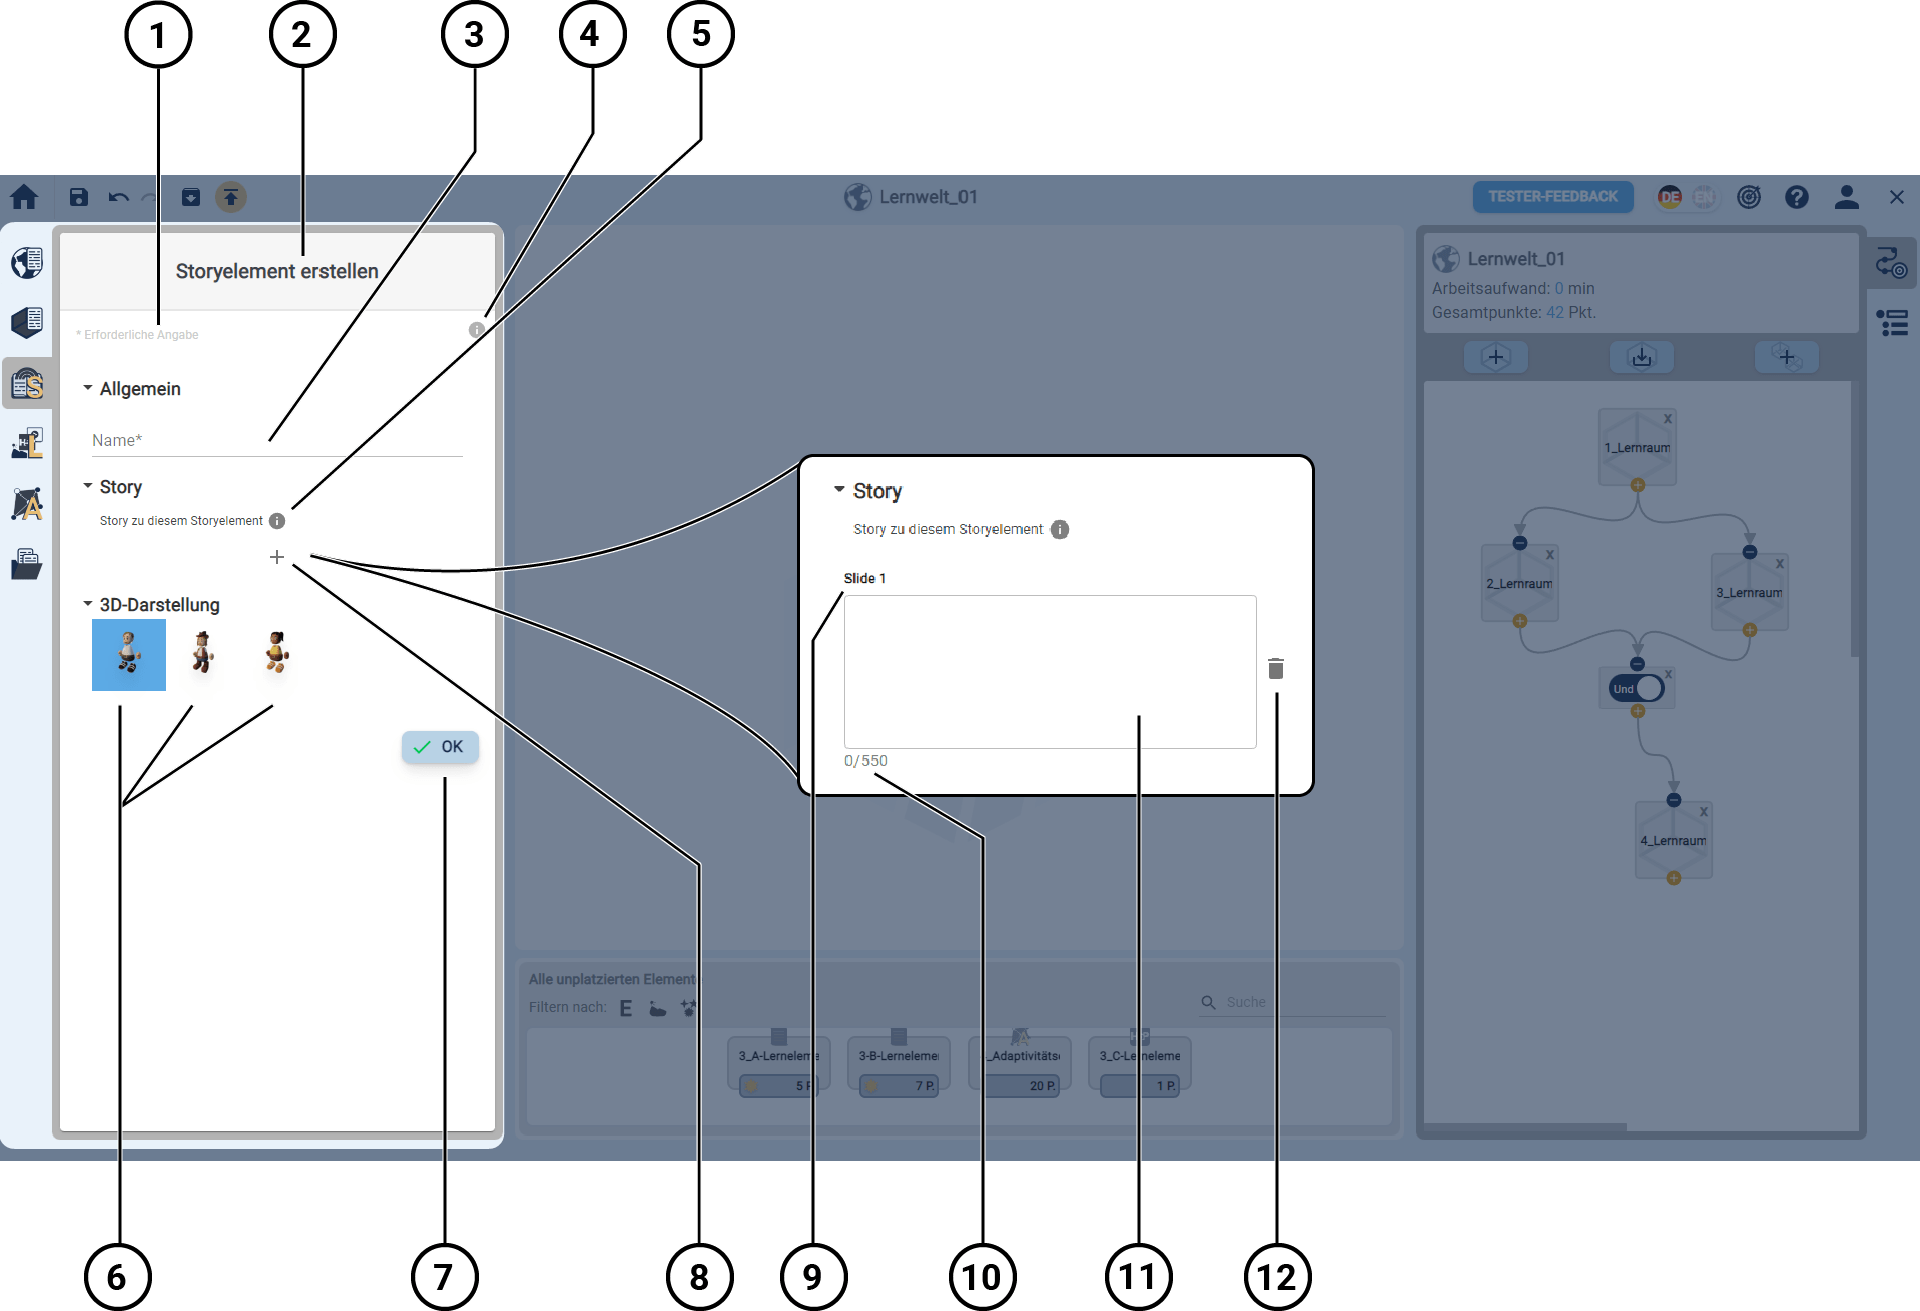 1
2
3
4
5
Lernwelt_01
TESTER-FEEDBACK
DE
EN
Storyelement erstellen
* Erforderliche Angabe
Allgemein
Name*
Story
Story zu diesem Storyelement
3D-Darstellung
OK
Story
Story zu diesem Storyelement
Slide 1
0/550
Alle unplatzierten Elemente
Filtern nach:
E
Suche
3_A-Lerneleme
5 P.
3-B-Lerneleme
7 P.
_Adaptivitäts
20 P.
3_C-Lerneleme
1 P.
Lernwelt_01
Arbeitsaufwand: 0 min
Gesamtpunkte: 42 Pkt.
1_Lernraum
2_Lernraum
3_Lernraum
Und
4_Lernraum
6
7
8
9
10
11
12